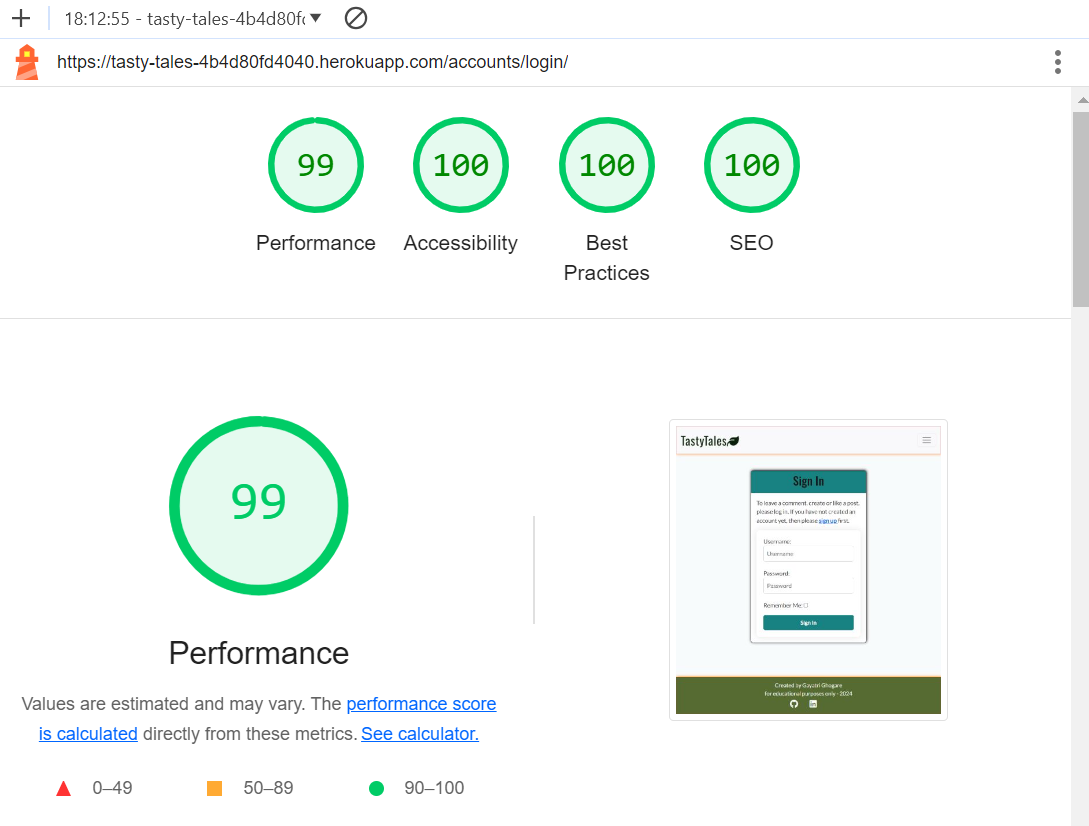 18:12:55 - tasty-tales-4b4d80fc
https://tasty-tales-4b4d80fd4040.herokuapp.com/accounts/login/
99 100 100 100
Performance Accessibility Best Practices SEO
99
Performance
Values are estimated and may vary. The performance score
is calculated directly from these metrics. See calculator.
0–49 50–89 90–100
TastyTales
Sign In
To leave a comment, create or like a post,
please log in. If you have not created an
account yet, then please sign up first.
Username:
Username
Password:
Password
Remember Me:
Sign In
Created by Gayatri Ghogare
for educational purposes only - 2024